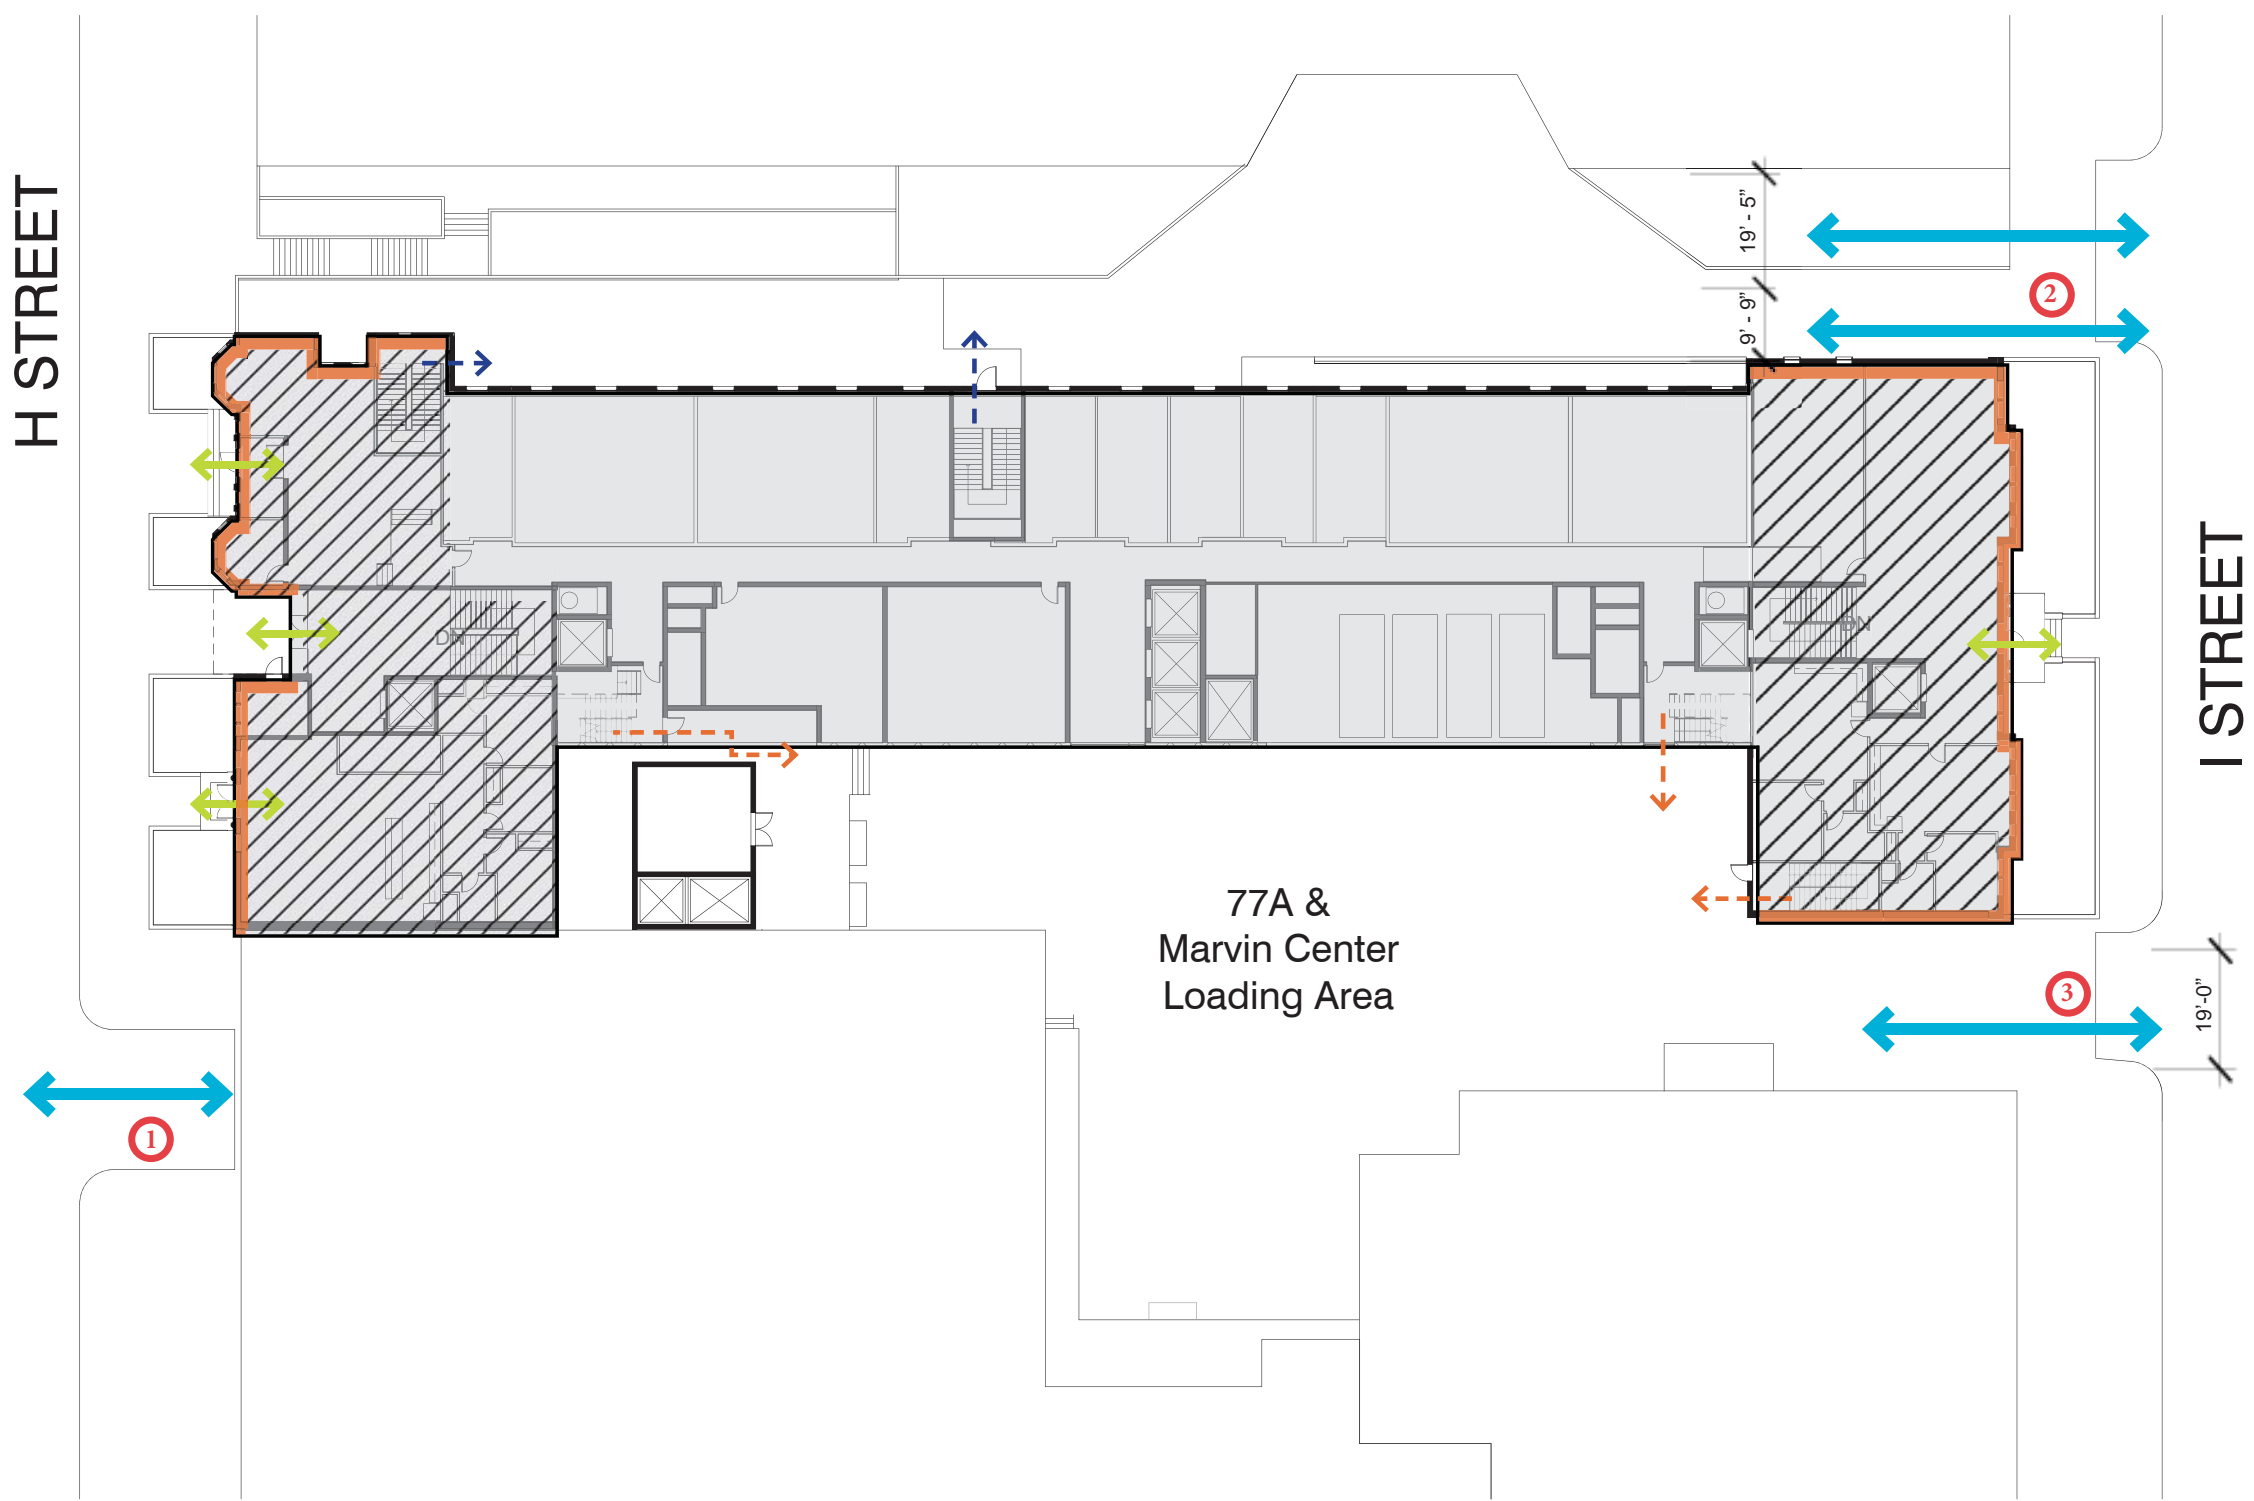 H STREET
19' - 5”
9' - 9”
2
I STREET
DN
DN
77A &
Marvin Center
Loading Area
3
19’-0”
1